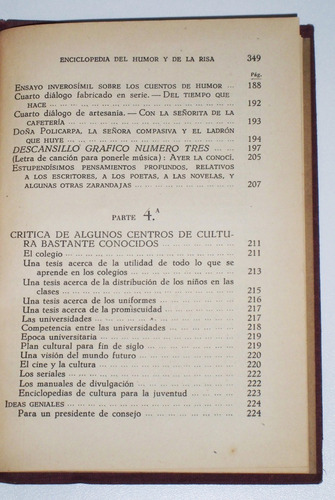 ENCICLOPEDIA DEL HUMOR Y DE LA RISA 349
Pág.
ENSAYO INVEROSÍMIL SOBRE LOS CUENTOS DE HUMOR ... 188
Cuarto diálogo fabricado en serie. — DEL TIEMPO QUE
HACE ... ... ... ... ... ... ... ... ... ... ... 192
Cuarto diálogo de artesanía. — CON LA SEÑORITA DE LA
CAFETERÍA ... ... ... ... ... ... ... ... ... ... 193
DOÑA POLICARPA, LA SEÑORA COMPASIVA Y EL LADRÓN
QUE HUYE ... ... ... ... ... ... ... ... ... ... 194
DESCANSILLO GRAFICO NUMERO TRES ... ... ... 197
(Letra de canción para ponerle música): AYER LA CONOCÍ. 205
ESTUPENDÍSIMOS PENSAMIENTOS PROFUNDOS, RELATIVOS
A LOS ESCRITORES, A LOS POETAS, A LAS NOVELAS, Y
ALGUNAS OTRAS ZARANDAJAS ... ... ... ... ... ... 207
PARTE 4.ª
CRITICA DE ALGUNOS CENTROS DE CULTU-
RA BASTANTE CONOCIDOS ... ... ... ... ... ... 211
El colegio ... ... ... ... ... ... ... ... ... ... 211
Una tesis acerca de la utilidad de todo lo que se
aprende en los colegios ... ... ... ... ... ... 213
Una tesis acerca de la distribución de los niños en las
clases ... ... ... ... ... ... ... ... ... ... 215
Una tesis acerca de los uniformes ... ... ... ... 216
Una tesis acerca de la promiscuidad ... ... ... ... 217
Las universidades ... ... ... ... ... ... ... ... 217
Competencia entre las universidades ... ... ... ... 218
Epoca universitaria ... ... ... ... ... ... ... ... 219
Plan cultural para fin de siglo ... ... ... ... ... 219
Una visión del mundo futuro ... ... ... ... ... ... 220
El cine y la cultura ... ... ... ... ... ... ... ... 220
Los seriales ... ... ... ... ... ... ... ... ... ... 222
Los manuales de divulgación ... ... ... ... ... ... 222
Enciclopedias de cultura para la juventud ... ... ... 223
IDEAS GENIALES ... ... ... ... ... ... ... ... ... 224
Para un presidente de consejo ... ... ... ... ... ... 224